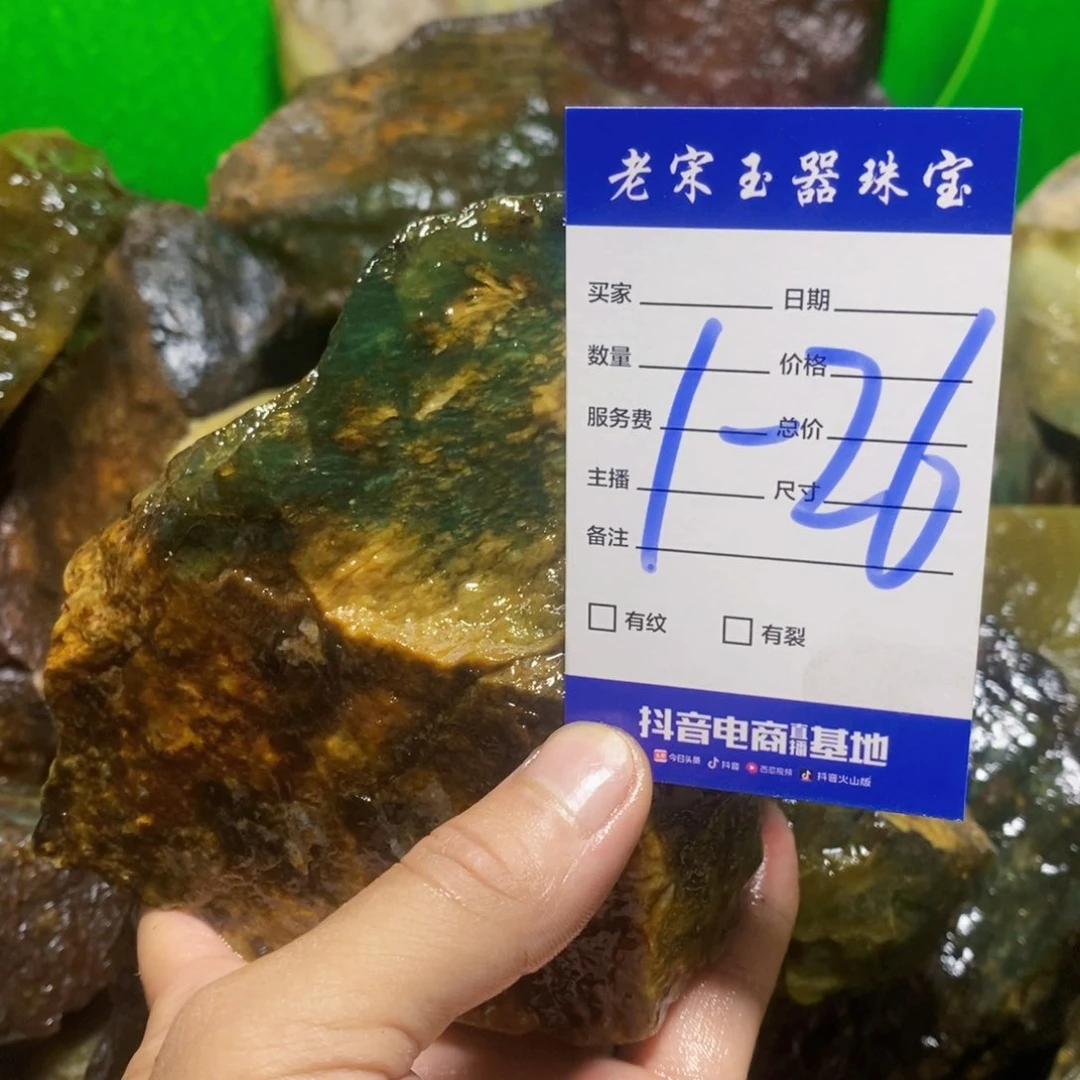 老宋玉器珠宝
买家 日期
数量 价格
服务费 总价
主播 尺寸
备注
1-26
有纹 有裂
抖音电商直播基地
今日头条 抖音 西瓜视频 抖音火山版